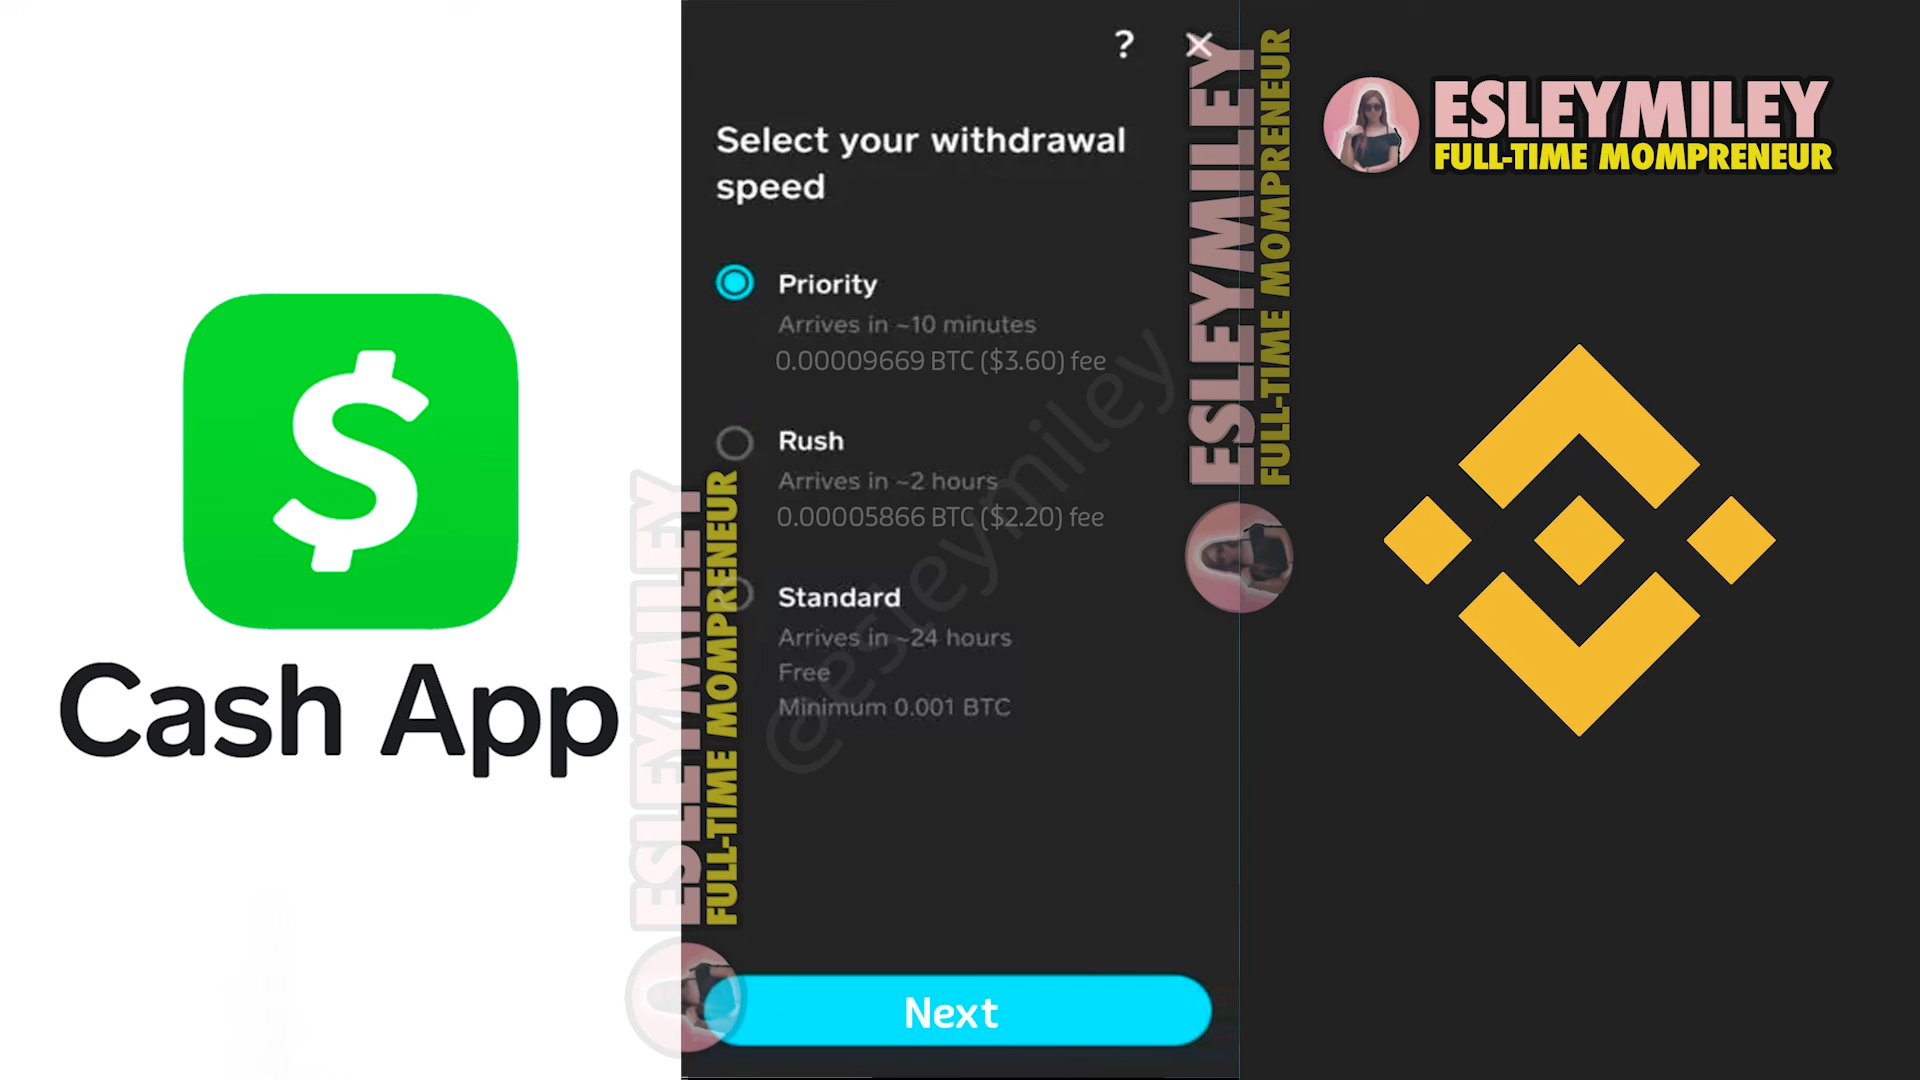 Cash App
?
Select your withdrawal
speed
Priority
Arrives in ~10 minutes
0.00009669 BTC ($3.60) fee
Rush
Arrives in ~2 hours
0.00005866 BTC ($2.20) fee
Standard
Arrives in ~24 hours
Free
Minimum 0.001 BTC
Next
@esleymiley
ESLEYMILEY
FULL-TIME MOMPRENEUR
ESLEYMILEY
FULL-TIME MOMPRENEUR
ESLEYMILEY
FULL-TIME MOMPRENEUR